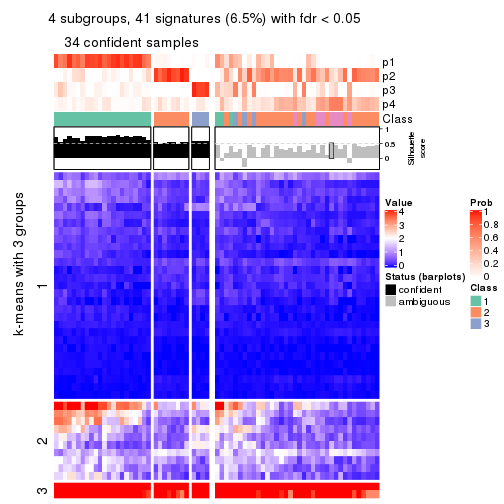 4 subgroups, 41 signatures (6.5%) with fdr < 0.05
34 confident samples
p1
p2
p3
p4
Class
1
0.5
0
Silhouette
score
k-means with 3 groups
1
2
3
Value
4
3
2
1
0
Status (barplots)
confident
ambiguous
Prob
1
0.8
0.6
0.4
0.2
0
Class
1
2
3